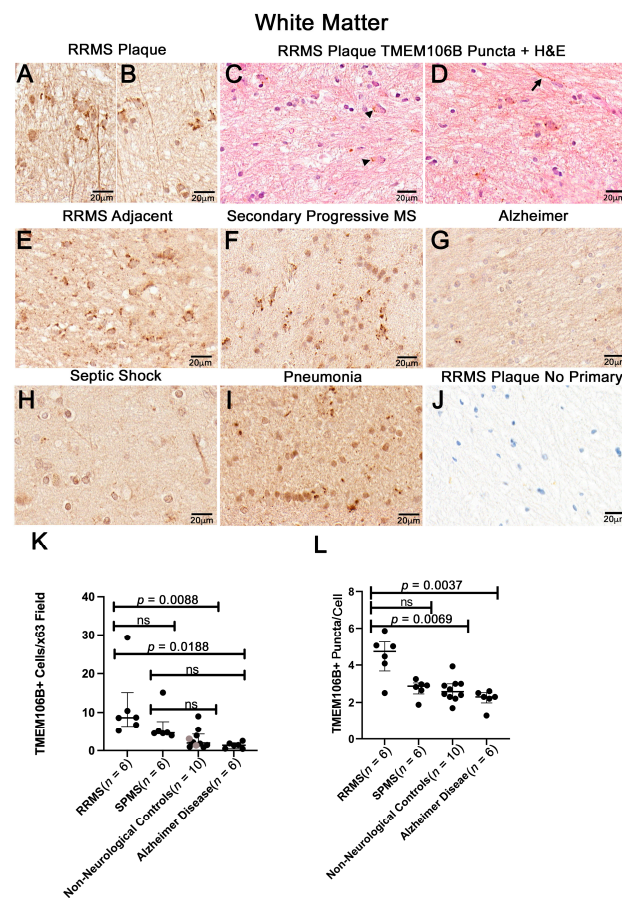 White Matter
RRMS Plaque
RRMS Plaque TMEM106B Puncta + H&E
A
B
C
D
20µm
20µm
20µm
20µm
RRMS Adjacent
Secondary Progressive MS
Alzheimer
E
F
G
20µm
20µm
20µm
Septic Shock
Pneumonia
RRMS Plaque No Primary
H
I
J
20µm
20µm
20µm
K
p = 0.0088
ns
p = 0.0188
ns
ns
TMEM106B+ Cells/x63 Field
40
30
20
10
0
RRMS(n = 6)
SPMS(n = 6)
Non-Neurological Controls(n = 10)
Alzheimer Disease(n = 6)
L
p = 0.0037
ns
p = 0.0069
TMEM106B+ Puncta/Cell
8
6
4
2
0
RRMS(n = 6)
SPMS(n = 6)
Non-Neurological Controls(n = 10)
Alzheimer Disease(n = 6)